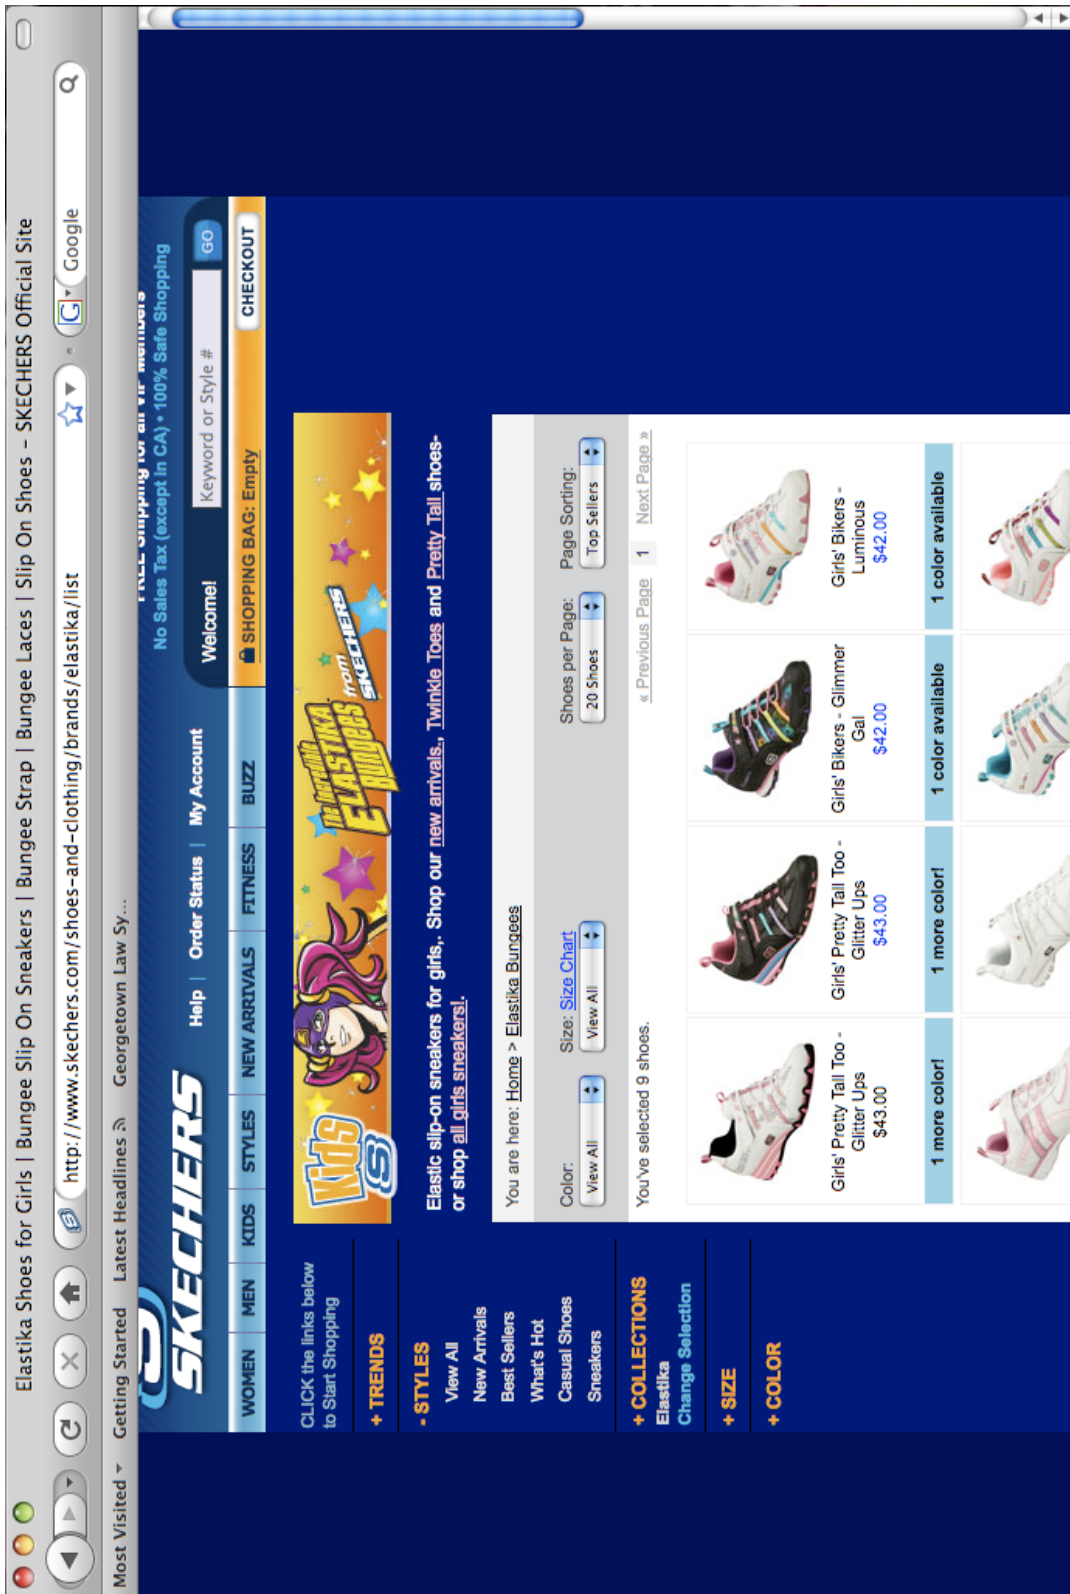 Elastika Shoes for Girls | Bungee Slip On Sneakers | Bungee Strap | Bungee Laces | Slip On Shoes – SKECHERS Official Site
http://www.skechers.com/shoes-and-clothing/brands/elastika/list
Google
Most Visited
Getting Started
Latest Headlines
Georgetown Law Sy...
FREE Shipping for all VIP Members
No Sales Tax (except in CA) • 100% Safe Shopping
SKECHERS
Help | Order Status | My Account
Welcome!
Keyword or Style #
GO
WOMEN
MEN
KIDS
STYLES
NEW ARRIVALS
FITNESS
BUZZ
SHOPPING BAG: Empty
CHECKOUT
CLICK the links below
to Start Shopping
+ TRENDS
- STYLES
View All
New Arrivals
Best Sellers
What's Hot
Casual Shoes
Sneakers
+ COLLECTIONS
Elastika
Change Selection
+ SIZE
+ COLOR
Kids
ELASTIKA
Bungees
from
SKECHERS
Elastic slip-on sneakers for girls,. Shop our new arrivals., Twinkle Toes and Pretty Tall shoes-
or shop all girls sneakers!.
You are here: Home > Elastika Bungees
Color:
Size: Size Chart
Shoes per Page:
Page Sorting:
View All
View All
20 Shoes
Top Sellers
You've selected 9 shoes.
« Previous Page 1 Next Page »
Girls' Pretty Tall Too -
Glitter Ups
$43.00
1 more color!
Girls' Pretty Tall Too -
Glitter Ups
$43.00
1 more color!
Girls' Bikers - Glimmer
Gal
$42.00
1 color available
Girls' Bikers -
Luminous
$42.00
1 color available